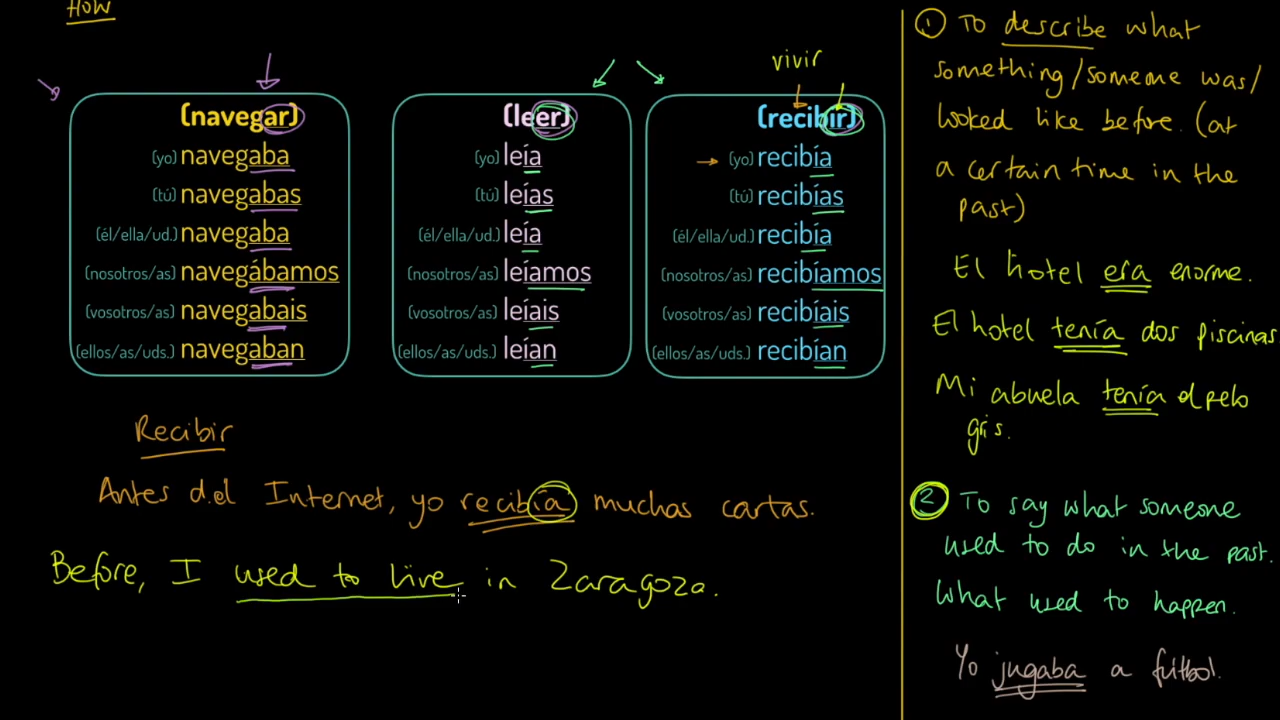 HOW
vivir
(navegar)
(yo) navegaba
(tú) navegabas
(él/ella/ud.) navegaba
(nosotros/as) navegábamos
(vosotros/as) navegabais
(ellos/as/uds.) navegaban
(leer)
(yo) leía
(tú) leías
(él/ella/ud.) leía
(nosotros/as) leíamos
(vosotros/as) leíais
(ellos/as/uds.) leían
(recibir)
(yo) recibía
(tú) recibías
(él/ella/ud.) recibía
(nosotros/as) recibíamos
(vosotros/as) recibíais
(ellos/as/uds.) recibían
Recibir
Antes del Internet, yo recibía muchas cartas.
Before, I used to live in Zaragoza.
① To describe what
something/someone was/
looked like before. (at
a certain time in the
past)
El hotel era enorme.
El hotel tenía dos piscinas
Mi abuela tenía el pelo
gris.
② To say what someone
used to do in the past.
What used to happen.
Yo jugaba a fútbol.